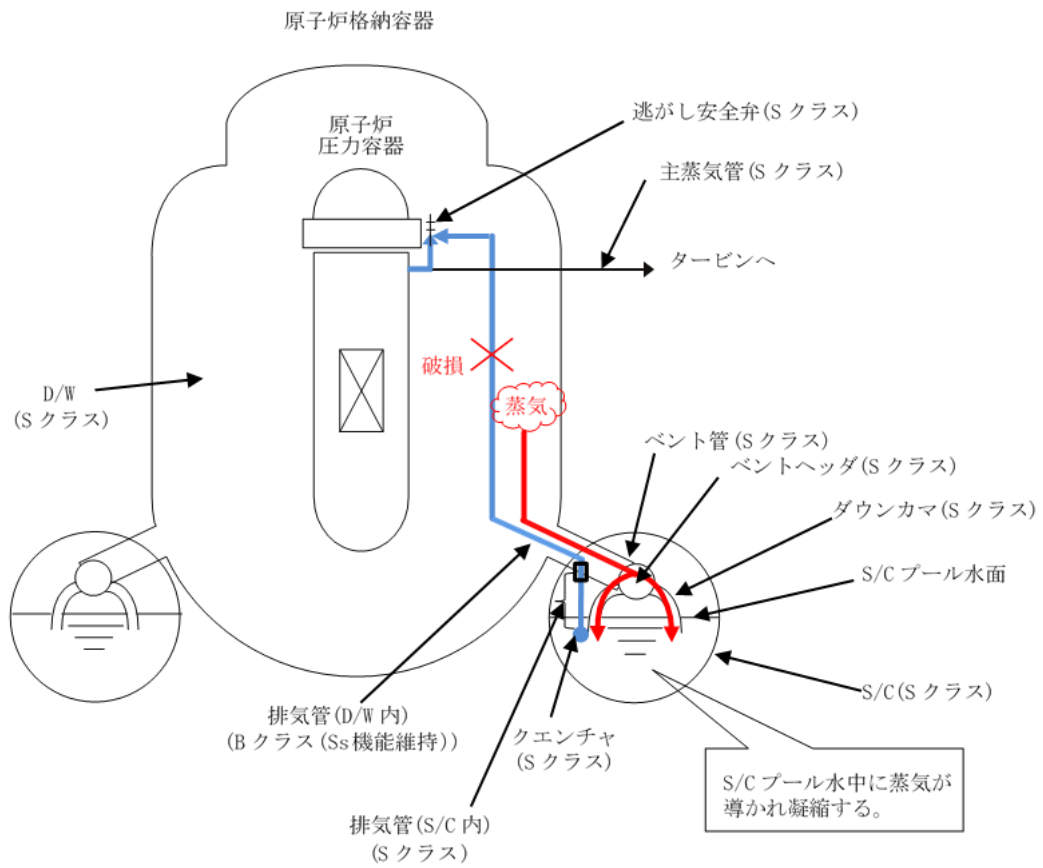 原子炉格納容器
原子炉
圧力容器
逃がし安全弁(Sクラス)
主蒸気管(Sクラス)
タービンへ
破損
蒸気
D/W
(Sクラス)
ベント管(Sクラス)
ベントヘッダ(Sクラス)
ダウンカマ(Sクラス)
S/Cプール水面
S/C(Sクラス)
排気管(D/W内)
(Bクラス(Ss機能維持))
クエンチャ
(Sクラス)
排気管(S/C内)
(Sクラス)
S/Cプール水中に蒸気が
導かれ凝縮する。